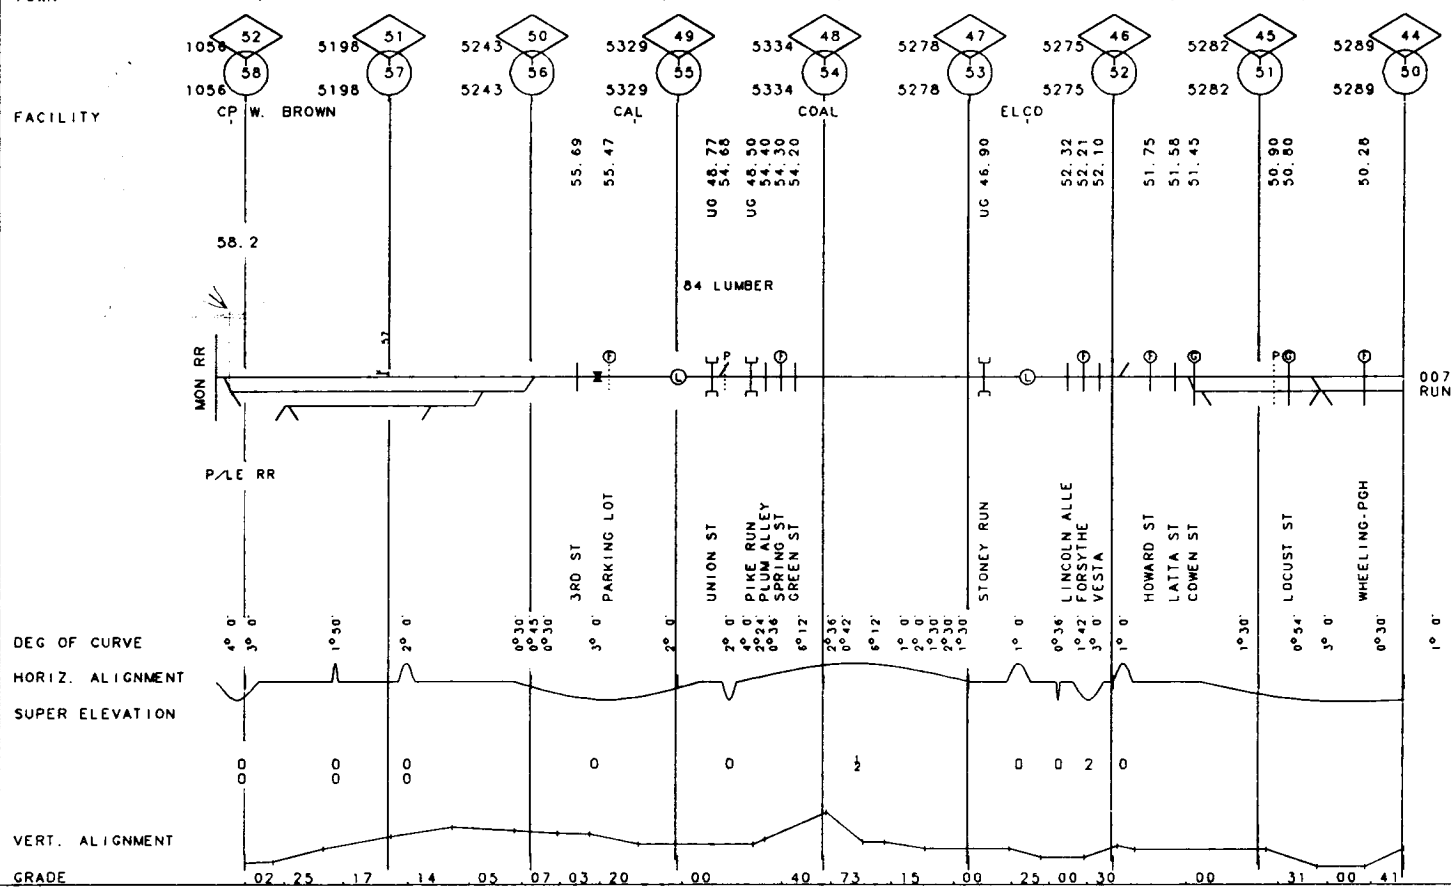 52 51 50 49 48 47 46 45 44
1056 5198 5243 5329 5334 5278 5275 5282 5289
58 57 56 55 54 53 52 51 50
1056 5198 5243 5329 5334 5278 5275 5282 5289
FACILITY CP W. BROWN CAL COAL ELCO
55.69
55.47
UG 48.77
54.68
UG 48.50
54.40
54.30
54.20
UG 46.90
52.32
52.21
52.10
51.75
51.58
51.45
50.90
50.80
50.28
58.2
84 LUMBER
57
MON RR
F L P F L F F G P G F
007
RUN
P/LE RR
3RD ST
PARKING LOT
UNION ST
PIKE RUN
PLUM ALLEY
SPRING ST
GREEN ST
STONEY RUN
LINCOLN ALLE
FORSYTHE
VESTA
HOWARD ST
LATTA ST
COWEN ST
LOCUST ST
WHEELING-PGH
DEG OF CURVE 4° 0' 3° 0' 1° 50' 2° 0' 0° 30' 0° 45' 0° 30' 3° 0' 2° 0' 2° 0' 4° 0' 2° 24' 0° 36' 6° 12' 2° 36' 0° 42' 6° 12' 1° 0' 2° 0' 1° 30' 2° 30' 1° 30' 1° 0' 0° 36' 1° 42' 3° 0' 1° 0' 1° 30' 0° 54' 3° 0' 0° 30' 1° 0'
HORIZ. ALIGNMENT
SUPER ELEVATION
0 0 0 0 0 ½ 0 0 2 0
0 0 0
VERT. ALIGNMENT
GRADE .02 .25 .17 .14 .05 .07 .03 .20 .00 .40 .73 .15 .00 .25 .00 .30 .00 .31 .00 .41